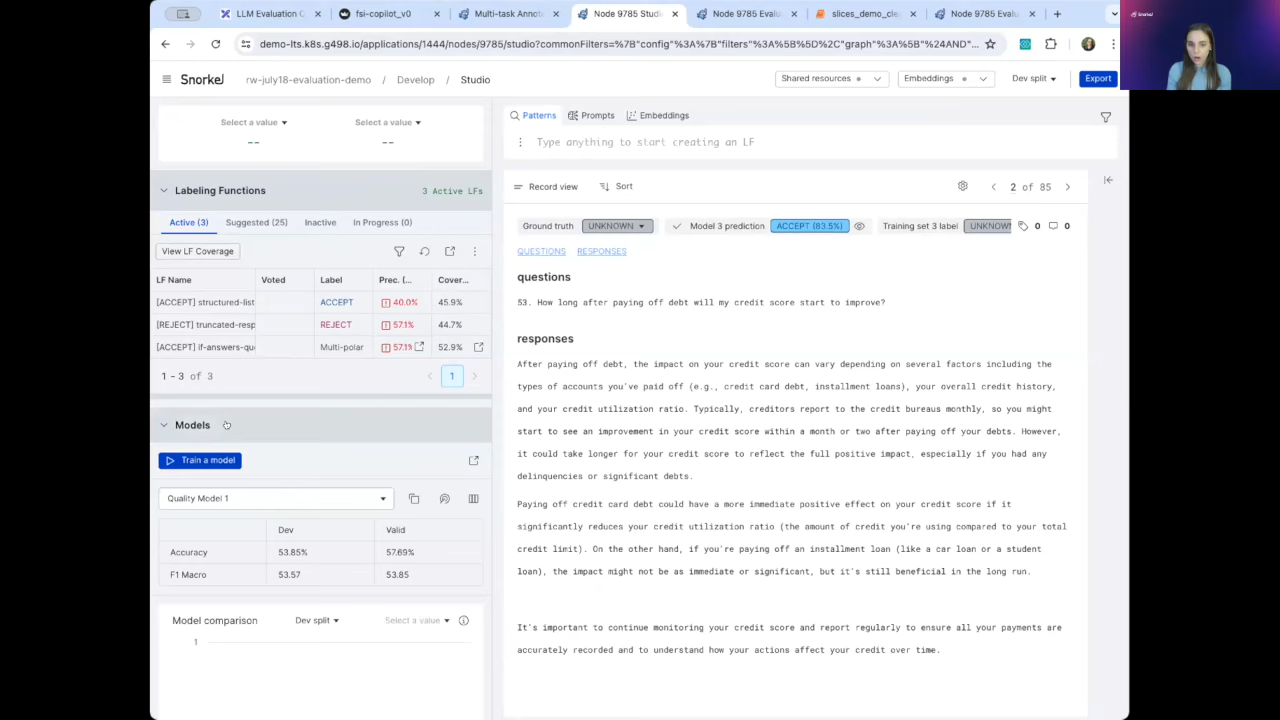 LLM Evaluation C
fsi-copilot_v0
Multi-task Annot
Node 9785 Stud
Node 9785 Evalu
slices_demo_cle
Node 9785 Evalu
Snorkel
demo-lts.k8s.g498.io/applications/1444/nodes/9785/studio?commonFilters=%7B"config"%3A%7B"filters"%3A%5B%5D%2C"graph"%3A%5B"%24AND"...
Snorkel rw-july18-evaluation-demo / Develop / Studio
Shared resources Embeddings Dev split Export
Select a value Select a value
-- --
Labeling Functions 3 Active LFs
Active (3) Suggested (25) Inactive In Progress (0)
View LF Coverage
LF Name Voted Label Prec. (... Cover...
[ACCEPT] structured-list ACCEPT 40.0% 45.9%
[REJECT] truncated-resp REJECT 57.1% 44.7%
[ACCEPT] if-answers-qu Multi-polar 57.1% 52.9%
1 - 3 of 3 1
Models
Train a model
Quality Model 1
Dev Valid
Accuracy 53.85% 57.69%
F1 Macro 53.57 53.85
Model comparison Dev split Select a value
1
Patterns Prompts Embeddings
Type anything to start creating an LF
Record view Sort 2 of 85
Ground truth UNKNOWN Model 3 prediction ACCEPT (83.5%) Training set 3 label UNKNOWN 0 0
QUESTIONS RESPONSES
questions
53. How long after paying off debt will my credit score start to improve?
responses
After paying off debt, the impact on your credit score can vary depending on several factors including the
types of accounts you've paid off (e.g., credit card debt, installment loans), your overall credit history,
and your credit utilization ratio. Typically, creditors report to the credit bureaus monthly, so you might
start to see an improvement in your credit score within a month or two after paying off your debts. However,
it could take longer for your credit score to reflect the full positive impact, especially if you had any
delinquencies or significant debts.
Paying off credit card debt could have a more immediate positive effect on your credit score if it
significantly reduces your credit utilization ratio (the amount of credit you're using compared to your total
credit limit). On the other hand, if you're paying off an installment loan (like a car loan or a student
loan), the impact might not be as immediate or significant, but it's still beneficial in the long run.
It's important to continue monitoring your credit score and report regularly to ensure all your payments are
accurately recorded and to understand how your actions affect your credit over time.